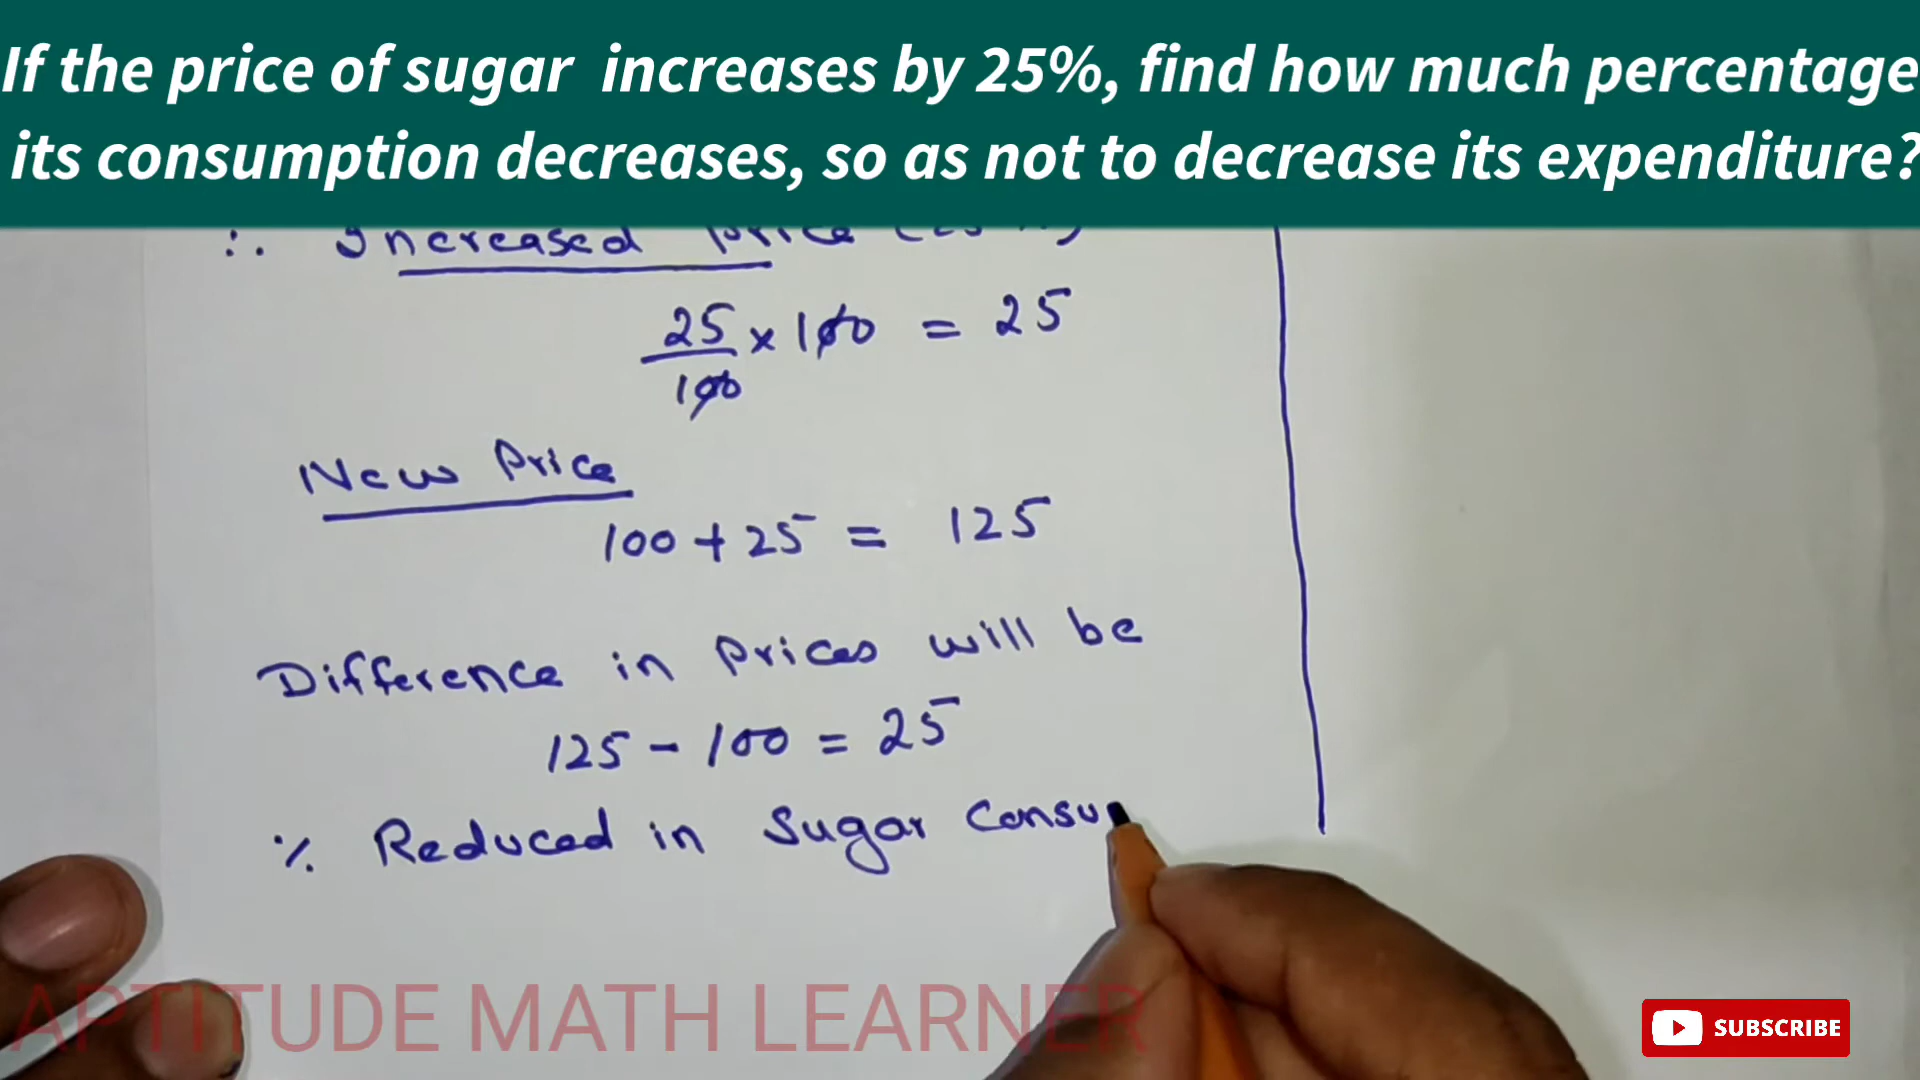 If the price of sugar increases by 25%, find how much percentage
its consumption decreases, so as not to decrease its expenditure?
∴ Increased price (25%)
25/100 × 100 = 25
New Price
100 + 25 = 125
Difference in Prices will be
125 - 100 = 25
% Reduced in Sugar Consu
APTITUDE MATH LEARNER
SUBSCRIBE